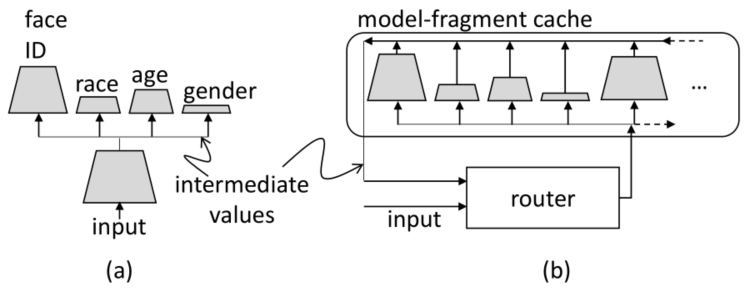 face
ID
race
age
gender
intermediate
values
input
(a)
model-fragment cache
...
router
input
(b)